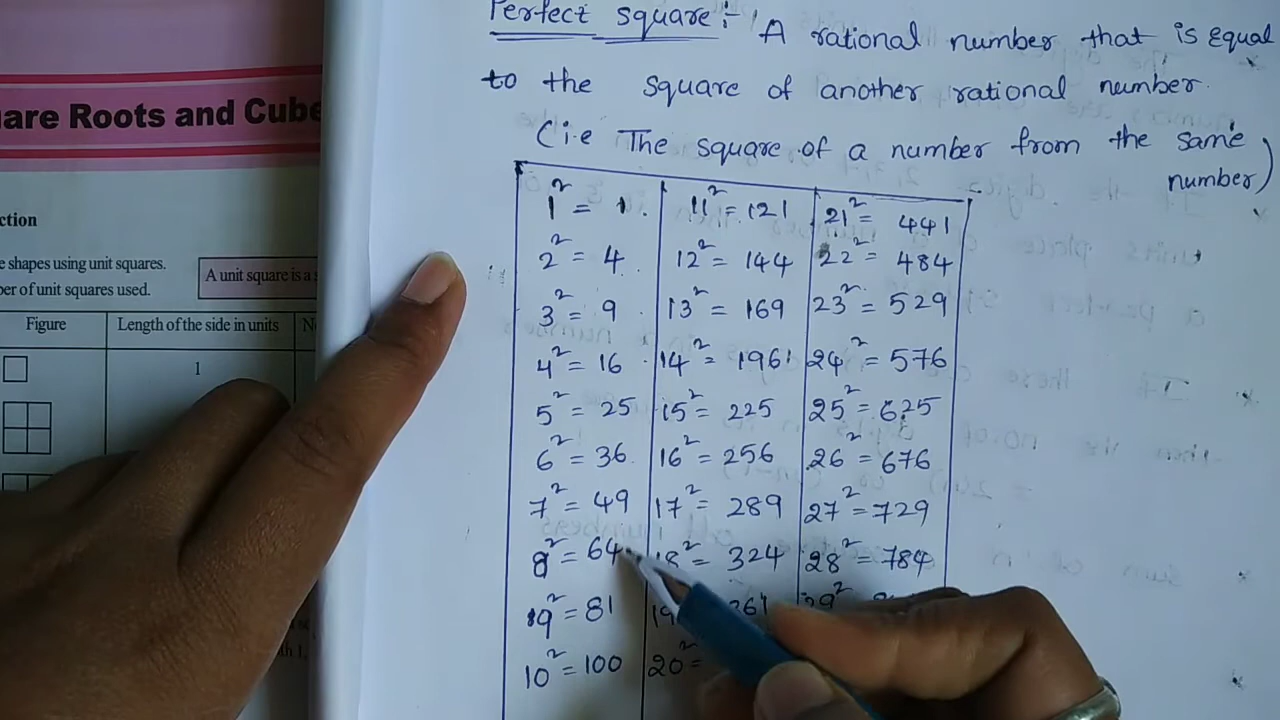 Perfect square:- A rational number that is equal
to the square of another rational number.
(i.e The square of a number from the same
number)
1² = 1.
2² = 4.
3² = 9.
4² = 16.
5² = 25
6² = 36.
7² = 49
8² = 64
9² = 81
10² = 100
11² = 121
12² = 144
13² = 169
14² = 196
15² = 225
16² = 256
17² = 289
18² = 324
20² =
21² = 441
22² = 484
23² = 529
24² = 576
25² = 625
26² = 676
27² = 729
28² = 784
29²
are Roots and Cube
ction
e shapes using unit squares.
er of unit squares used.
A unit square is a
Figure
Length of the side in units
1